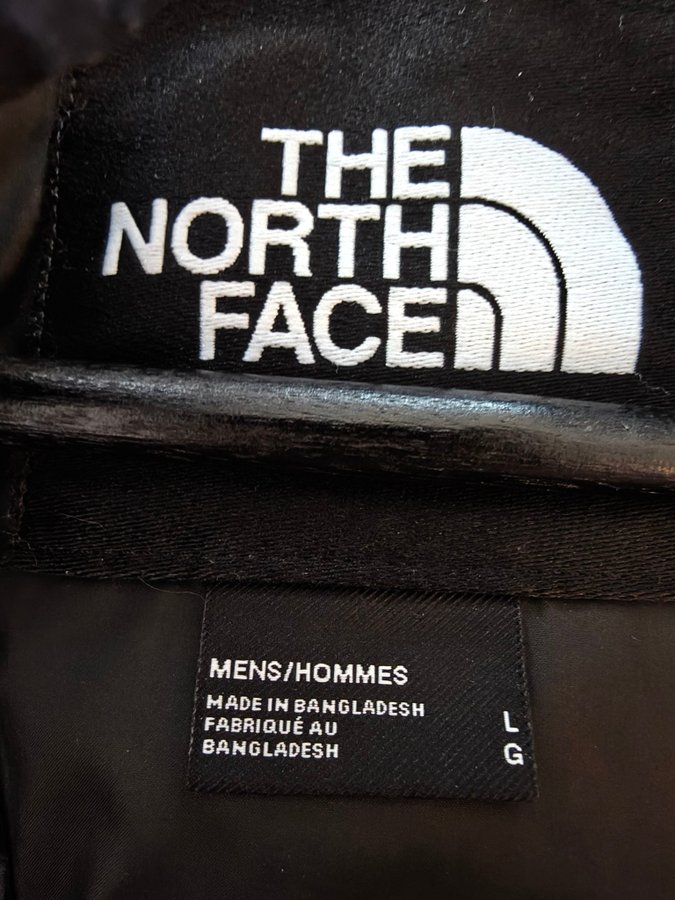 THE
NORTH
FACE
MENS/HOMMES
MADE IN BANGLADESH
FABRIQUÉ AU
BANGLADESH
L
G